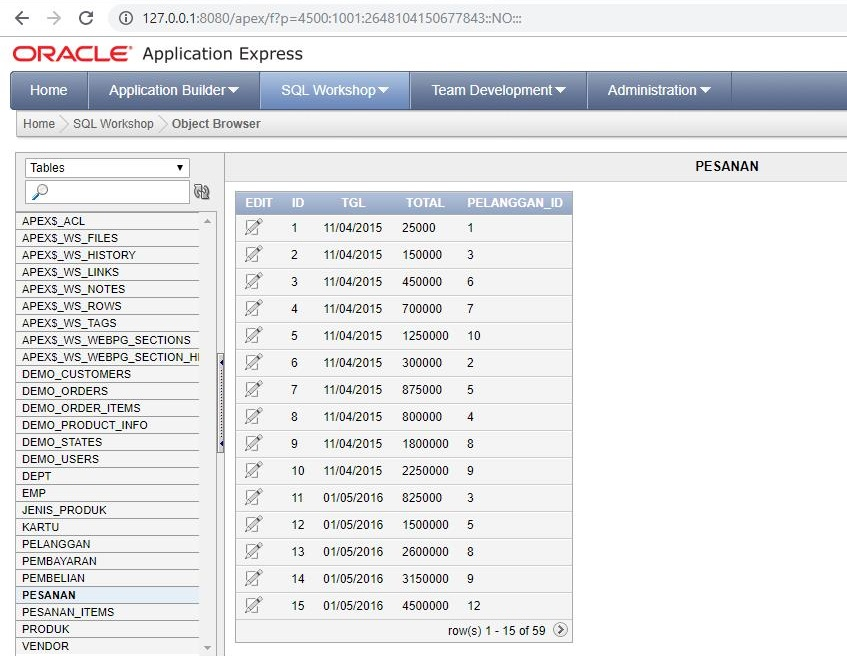 127.0.0.1:8080/apex/f?p=4500:1001:2648104150677843::NO:::
ORACLE® Application Express
Home Application Builder SQL Workshop Team Development Administration
Home SQL Workshop Object Browser
Tables
PESANAN
APEX$_ACL
APEX$_WS_FILES
APEX$_WS_HISTORY
APEX$_WS_LINKS
APEX$_WS_NOTES
APEX$_WS_ROWS
APEX$_WS_TAGS
APEX$_WS_WEBPG_SECTIONS
APEX$_WS_WEBPG_SECTION_HI
DEMO_CUSTOMERS
DEMO_ORDERS
DEMO_ORDER_ITEMS
DEMO_PRODUCT_INFO
DEMO_STATES
DEMO_USERS
DEPT
EMP
JENIS_PRODUK
KARTU
PELANGGAN
PEMBAYARAN
PEMBELIAN
PESANAN
PESANAN_ITEMS
PRODUK
VENDOR
EDIT ID TGL TOTAL PELANGGAN_ID
1 11/04/2015 25000 1
2 11/04/2015 150000 3
3 11/04/2015 450000 6
4 11/04/2015 700000 7
5 11/04/2015 1250000 10
6 11/04/2015 300000 2
7 11/04/2015 875000 5
8 11/04/2015 800000 4
9 11/04/2015 1800000 8
10 11/04/2015 2250000 9
11 01/05/2016 825000 3
12 01/05/2016 1500000 5
13 01/05/2016 2600000 8
14 01/05/2016 3150000 9
15 01/05/2016 4500000 12
row(s) 1 - 15 of 59